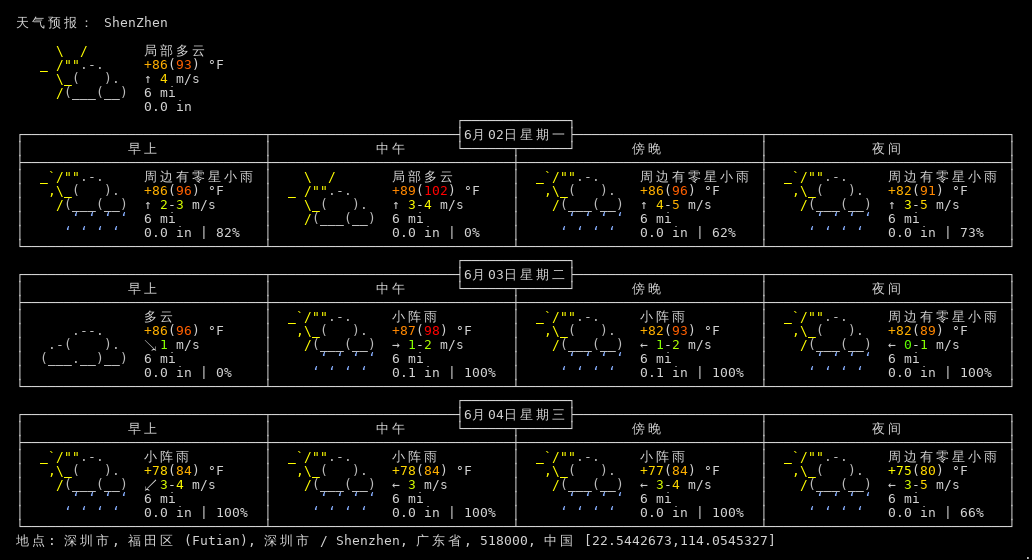 天气预报： ShenZhen
局部多云
+86(93) °F
↑ 4 m/s
6 mi
0.0 in
6月02日星期一
早上 中午 傍晚 夜间
周边有零星小雨 局部多云 周边有零星小雨 周边有零星小雨
+86(96) °F +89(102) °F +86(96) °F +82(91) °F
↑ 2-3 m/s ↑ 3-4 m/s ↑ 4-5 m/s ↑ 3-5 m/s
6 mi 6 mi 6 mi 6 mi
0.0 in | 82% 0.0 in | 0% 0.0 in | 62% 0.0 in | 73%
6月03日星期二
早上 中午 傍晚 夜间
多云 小阵雨 小阵雨 周边有零星小雨
+86(96) °F +87(98) °F +82(93) °F +82(89) °F
↘ 1 m/s → 1-2 m/s ← 1-2 m/s ← 0-1 m/s
6 mi 6 mi 6 mi 6 mi
0.0 in | 0% 0.1 in | 100% 0.1 in | 100% 0.0 in | 100%
6月04日星期三
早上 中午 傍晚 夜间
小阵雨 小阵雨 小阵雨 周边有零星小雨
+78(84) °F +78(84) °F +77(84) °F +75(80) °F
↙ 3-4 m/s ← 3 m/s ← 3-4 m/s ← 3-5 m/s
6 mi 6 mi 6 mi 6 mi
0.0 in | 100% 0.0 in | 100% 0.0 in | 100% 0.0 in | 66%
地点: 深圳市, 福田区 (Futian), 深圳市 / Shenzhen, 广东省, 518000, 中国 [22.5442673,114.0545327]